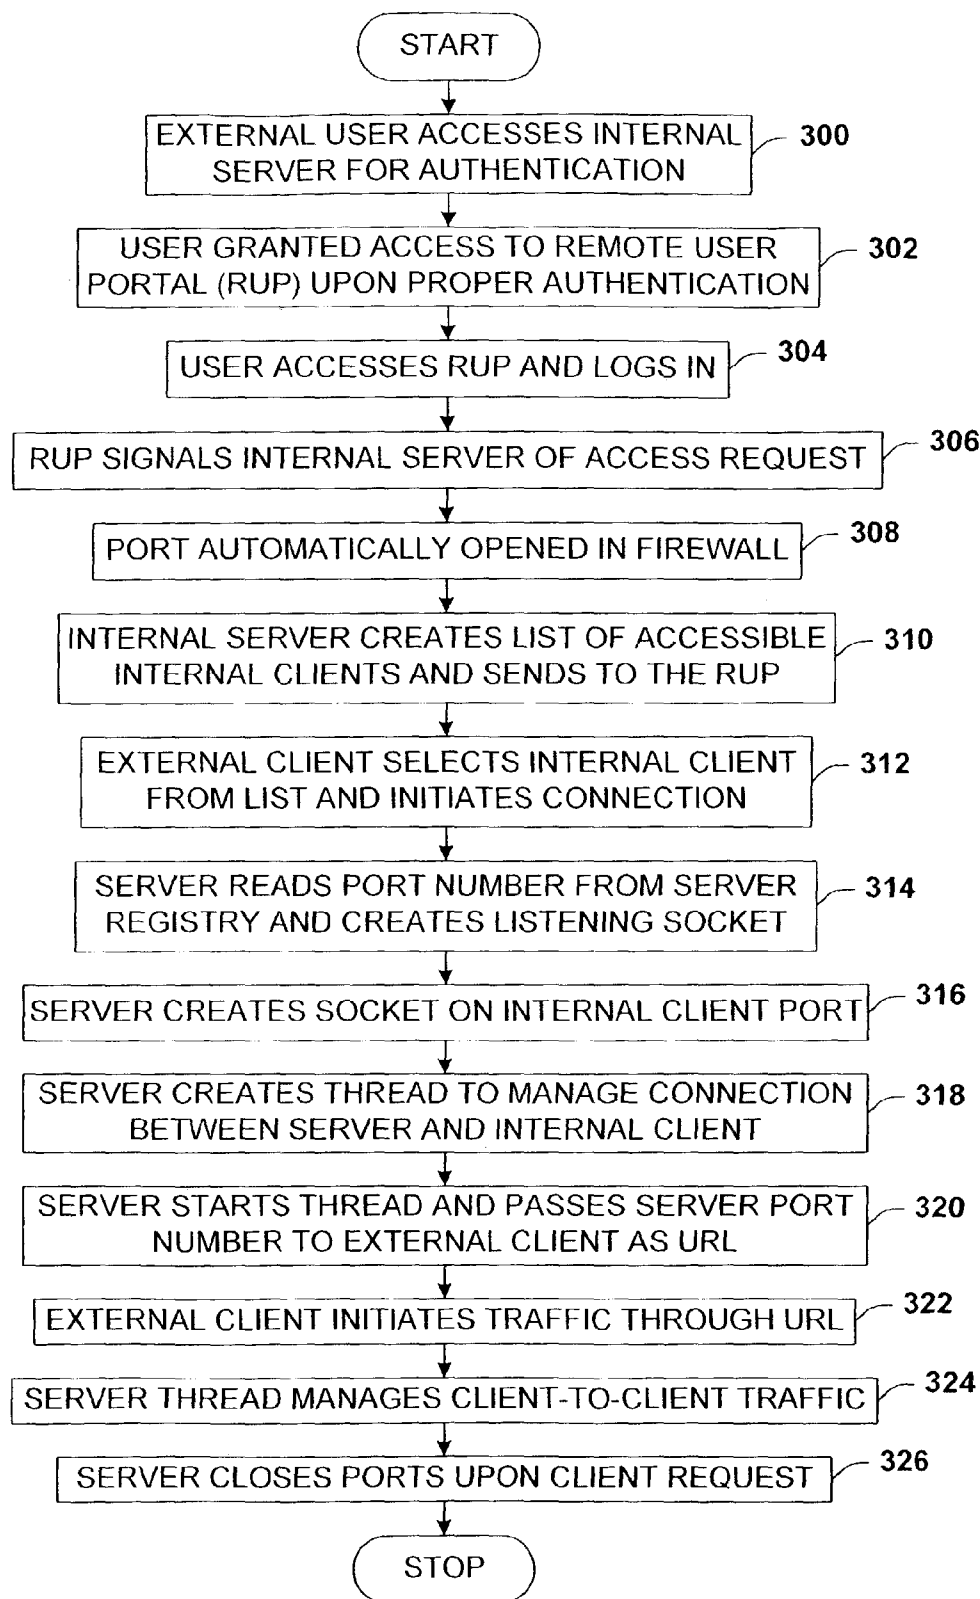 START
EXTERNAL USER ACCESSES INTERNAL
SERVER FOR AUTHENTICATION
300
USER GRANTED ACCESS TO REMOTE USER
PORTAL (RUP) UPON PROPER AUTHENTICATION
302
USER ACCESSES RUP AND LOGS IN
304
RUP SIGNALS INTERNAL SERVER OF ACCESS REQUEST
306
PORT AUTOMATICALLY OPENED IN FIREWALL
308
INTERNAL SERVER CREATES LIST OF ACCESSIBLE
INTERNAL CLIENTS AND SENDS TO THE RUP
310
EXTERNAL CLIENT SELECTS INTERNAL CLIENT
FROM LIST AND INITIATES CONNECTION
312
SERVER READS PORT NUMBER FROM SERVER
REGISTRY AND CREATES LISTENING SOCKET
314
SERVER CREATES SOCKET ON INTERNAL CLIENT PORT
316
SERVER CREATES THREAD TO MANAGE CONNECTION
BETWEEN SERVER AND INTERNAL CLIENT
318
SERVER STARTS THREAD AND PASSES SERVER PORT
NUMBER TO EXTERNAL CLIENT AS URL
320
EXTERNAL CLIENT INITIATES TRAFFIC THROUGH URL
322
SERVER THREAD MANAGES CLIENT-TO-CLIENT TRAFFIC
324
SERVER CLOSES PORTS UPON CLIENT REQUEST
326
STOP